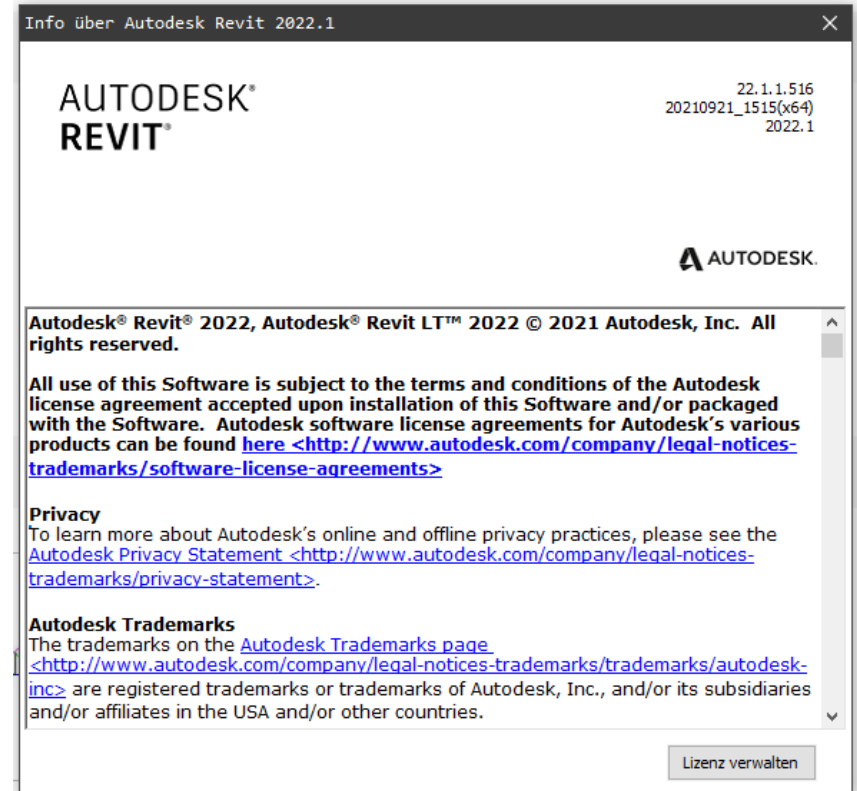 Info über Autodesk Revit 2022.1
AUTODESK®
REVIT®
22.1.1.516
20210921_1515(x64)
2022.1
AUTODESK.
Autodesk® Revit® 2022, Autodesk® Revit LT™ 2022 © 2021 Autodesk, Inc. All
rights reserved.
All use of this Software is subject to the terms and conditions of the Autodesk
license agreement accepted upon installation of this Software and/or packaged
with the Software. Autodesk software license agreements for Autodesk′s various
products can be found here <http://www.autodesk.com/company/legal-notices-
trademarks/software-license-agreements>
Privacy
To learn more about Autodesk′s online and offline privacy practices, please see the
Autodesk Privacy Statement <http://www.autodesk.com/company/legal-notices-
trademarks/privacy-statement>.
Autodesk Trademarks
The trademarks on the Autodesk Trademarks page
<http://www.autodesk.com/company/legal-notices-trademarks/trademarks/autodesk-
inc> are registered trademarks or trademarks of Autodesk, Inc., and/or its subsidiaries
and/or affiliates in the USA and/or other countries.
Lizenz verwalten